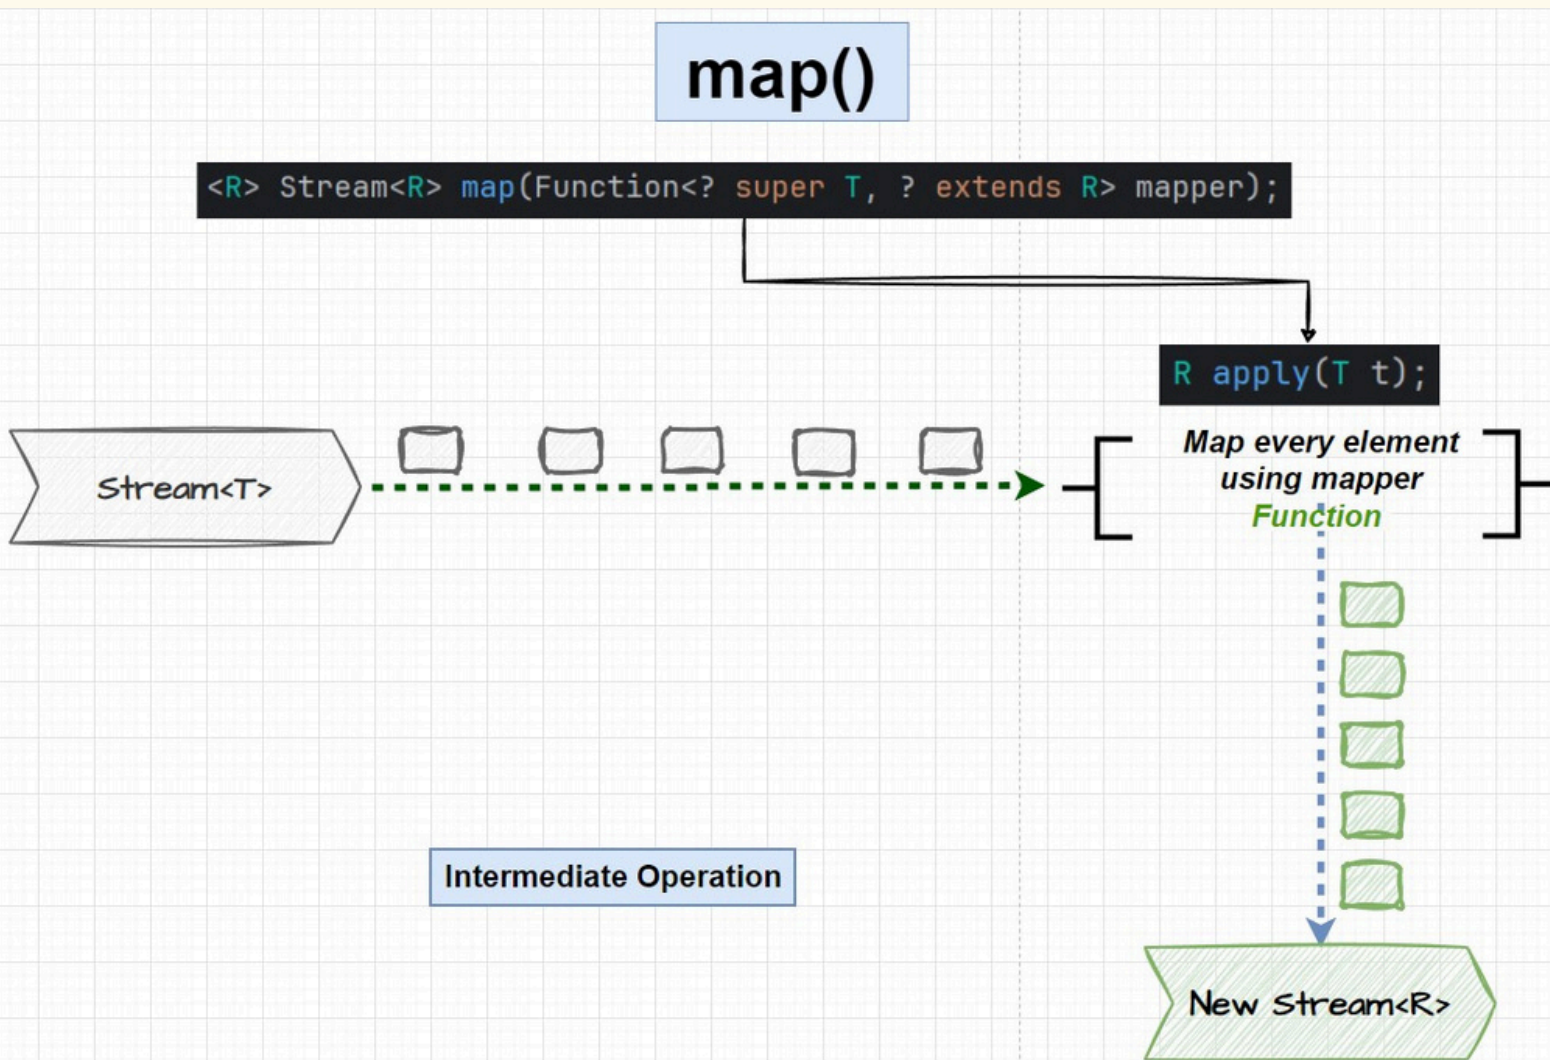 map()
<R> Stream<R> map(Function<? super T, ? extends R> mapper);
R apply(T t);
Map every element
using mapper
Function
Stream<T>
Intermediate Operation
New Stream<R>